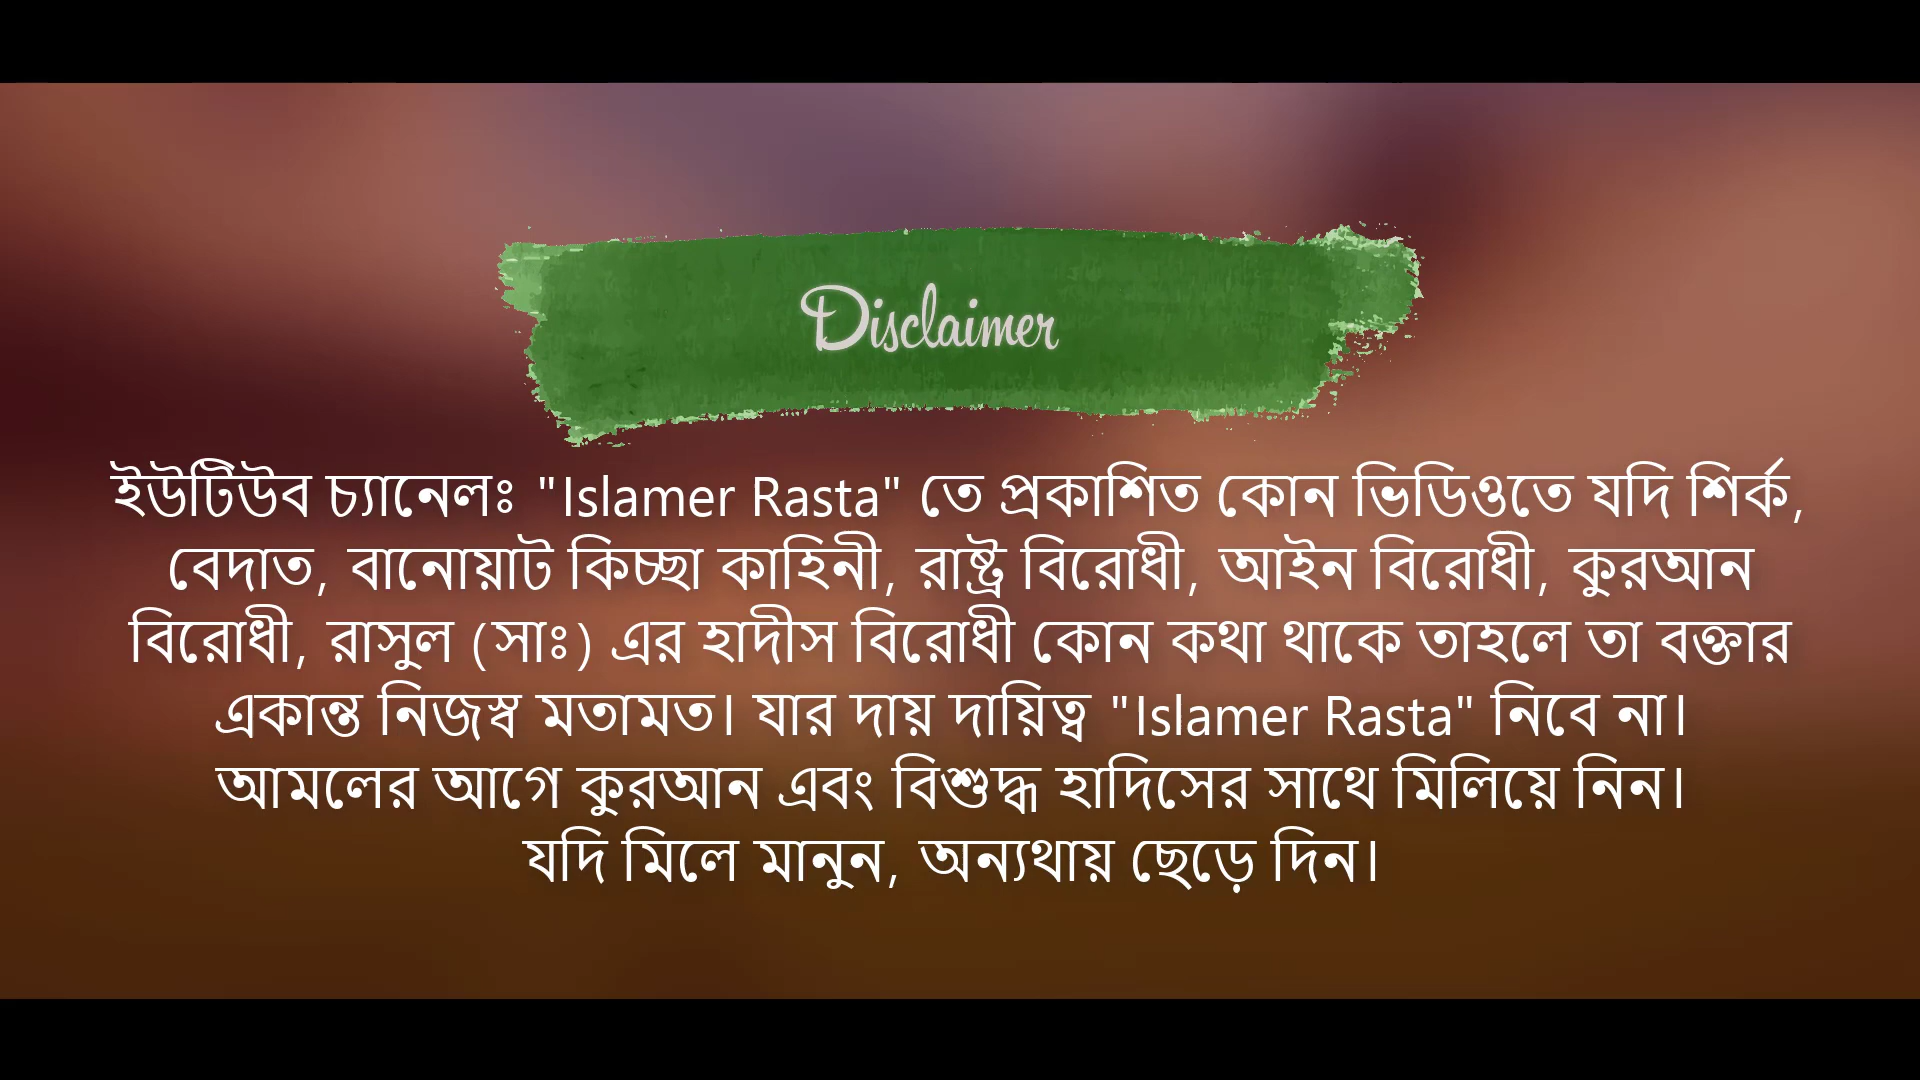 Disclaimer
ইউটিউব চ্যানেলঃ "Islamer Rasta" তে প্রকাশিত কোন ভিডিওতে যদি শির্ক,
বেদাত, বানোয়াট কিচ্ছা কাহিনী, রাষ্ট্র বিরোধী, আইন বিরোধী, কুরআন
বিরোধী, রাসুল (সাঃ) এর হাদীস বিরোধী কোন কথা থাকে তাহলে তা বক্তার
একান্ত নিজস্ব মতামত। যার দায় দায়িত্ব "Islamer Rasta" নিবে না।
আমলের আগে কুরআন এবং বিশুদ্ধ হাদিসের সাথে মিলিয়ে নিন।
যদি মিলে মানুন, অন্যথায় ছেড়ে দিন।